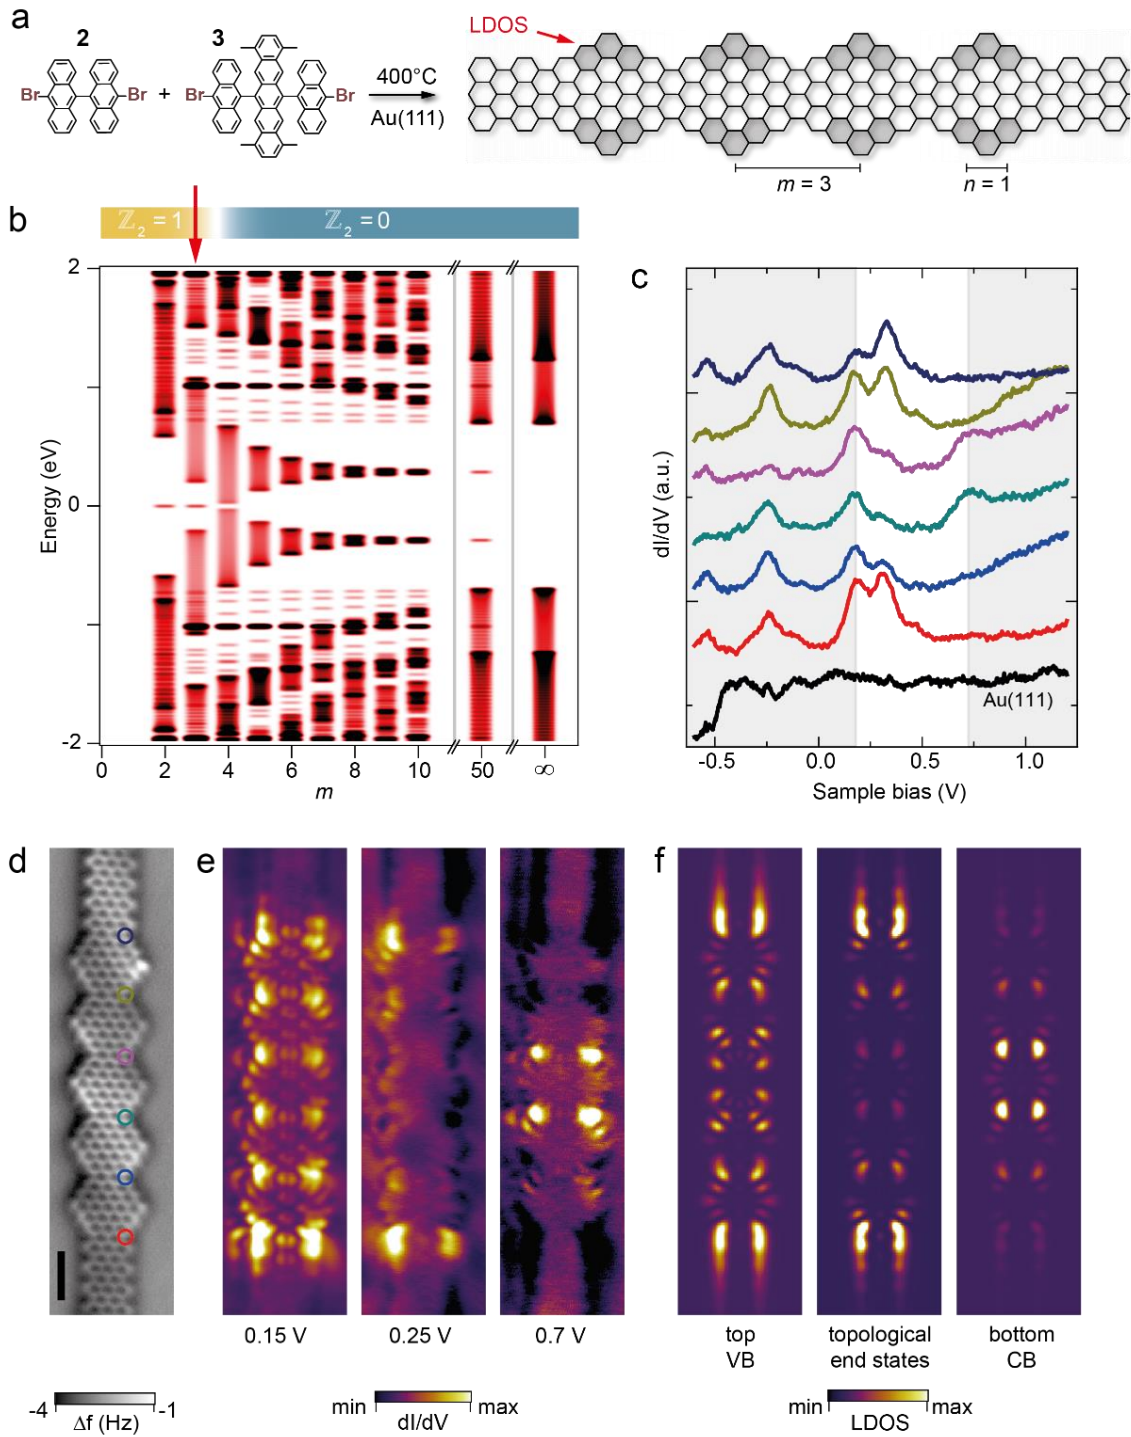 a
2
3
Br
Br
+
Br
Br
400°C
Au(111)
LDOS
m = 3
n = 1
b
ℤ₂ = 1
ℤ₂ = 0
2
1
0
-2
Energy (eV)
0
2
4
6
8
10
50
∞
m
c
dI/dV (a.u.)
Au(111)
-0.5
0.0
0.5
1.0
Sample bias (V)
d
e
f
0.15 V
0.25 V
0.7 V
top
VB
topological
end states
bottom
CB
-4
-1
Δf (Hz)
min
max
dI/dV
min
max
LDOS